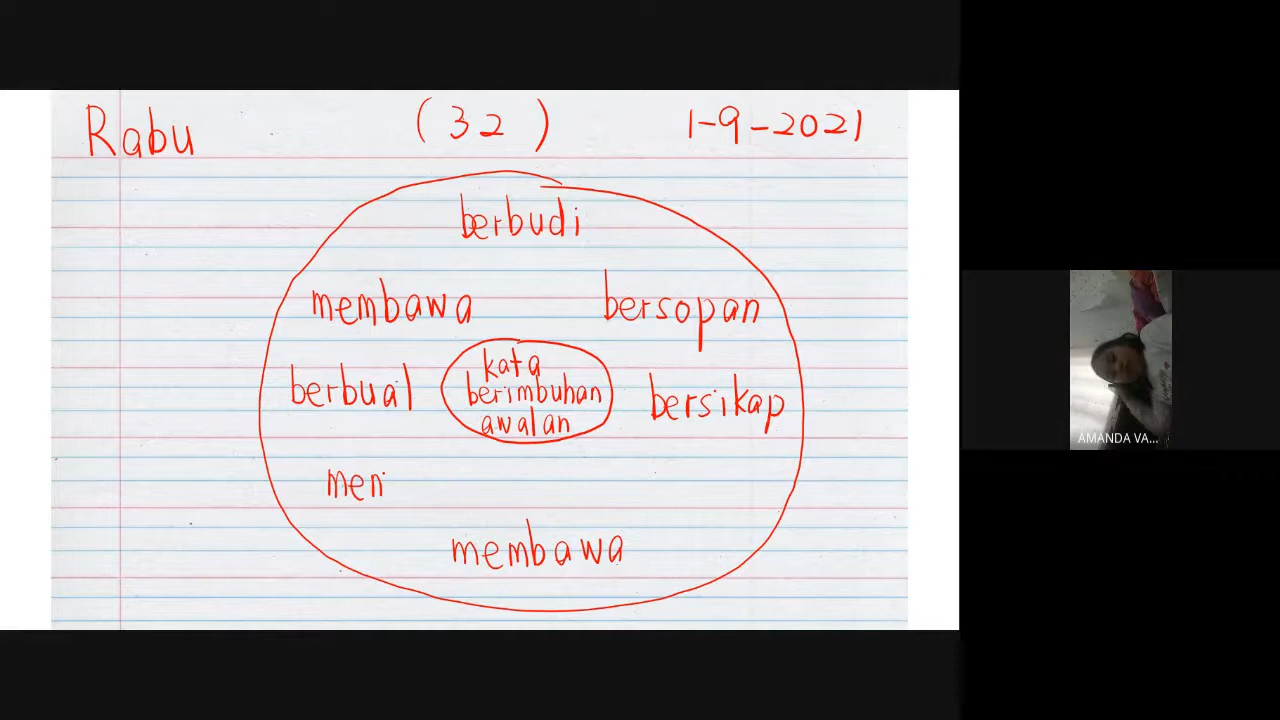 Rabu (32) 1-9-2021
berbudi
membawa bersopan
kata
berimbuhan
awalan
berbual bersikap
men
membawa
AMANDA VA...